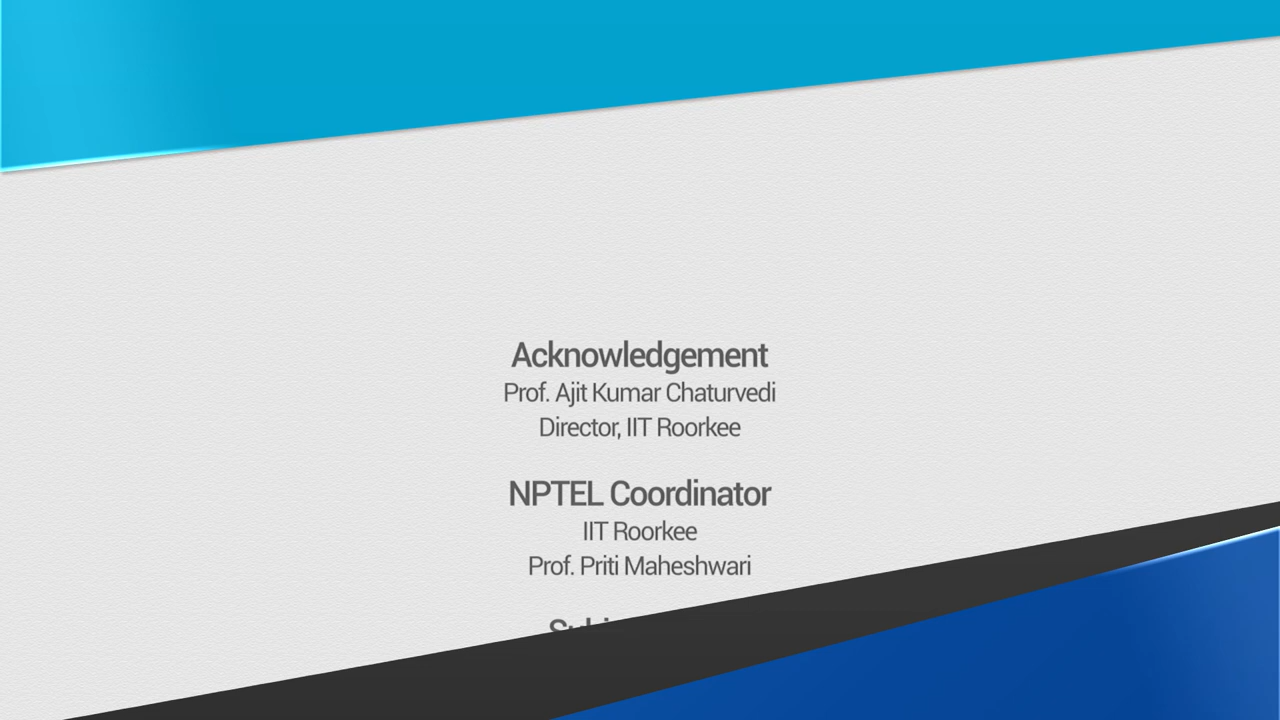 Acknowledgement
Prof. Ajit Kumar Chaturvedi
Director, IIT Roorkee
NPTEL Coordinator
IIT Roorkee
Prof. Priti Maheshwari